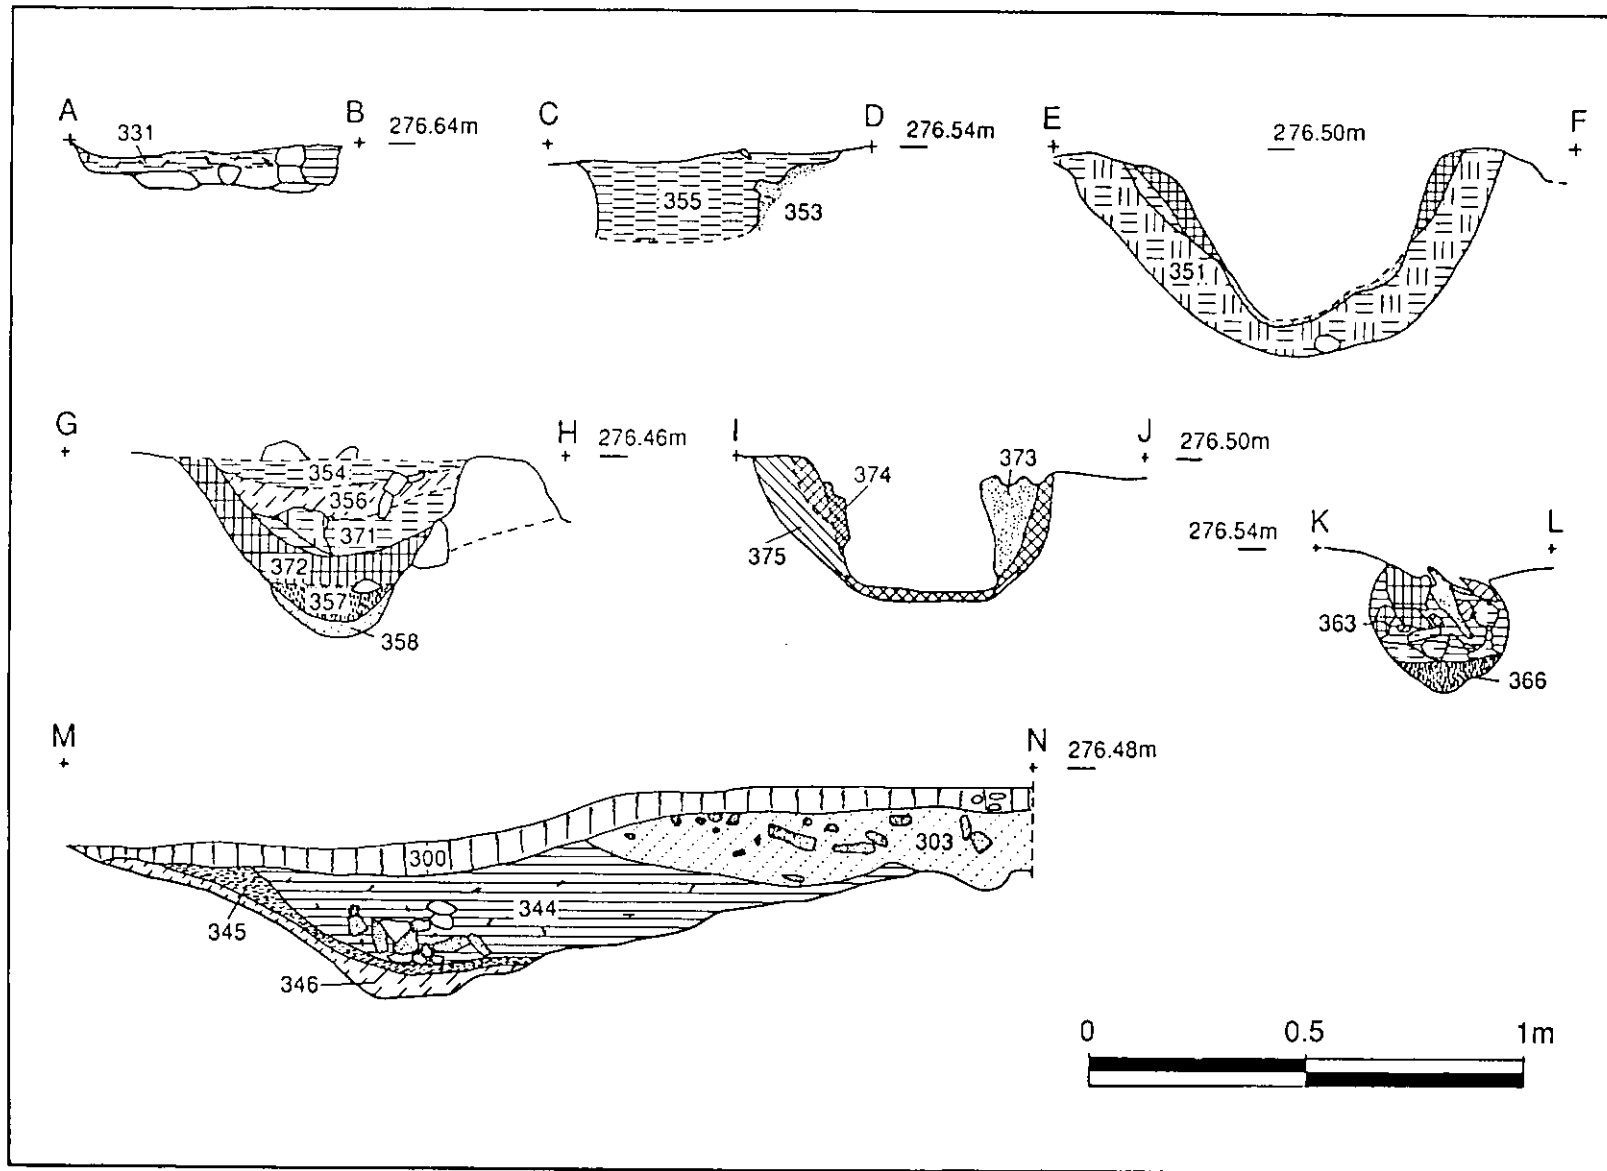 A 331 B 276.64m
C 355 353 D 276.54m
E 351 276.50m F
G 354 356 371 372 357 358 H 276.46m
I 374 375 373 J 276.50m
276.54m K 363 366 L
M 300 303 344 345 346 N 276.48m
0 0.5 1m